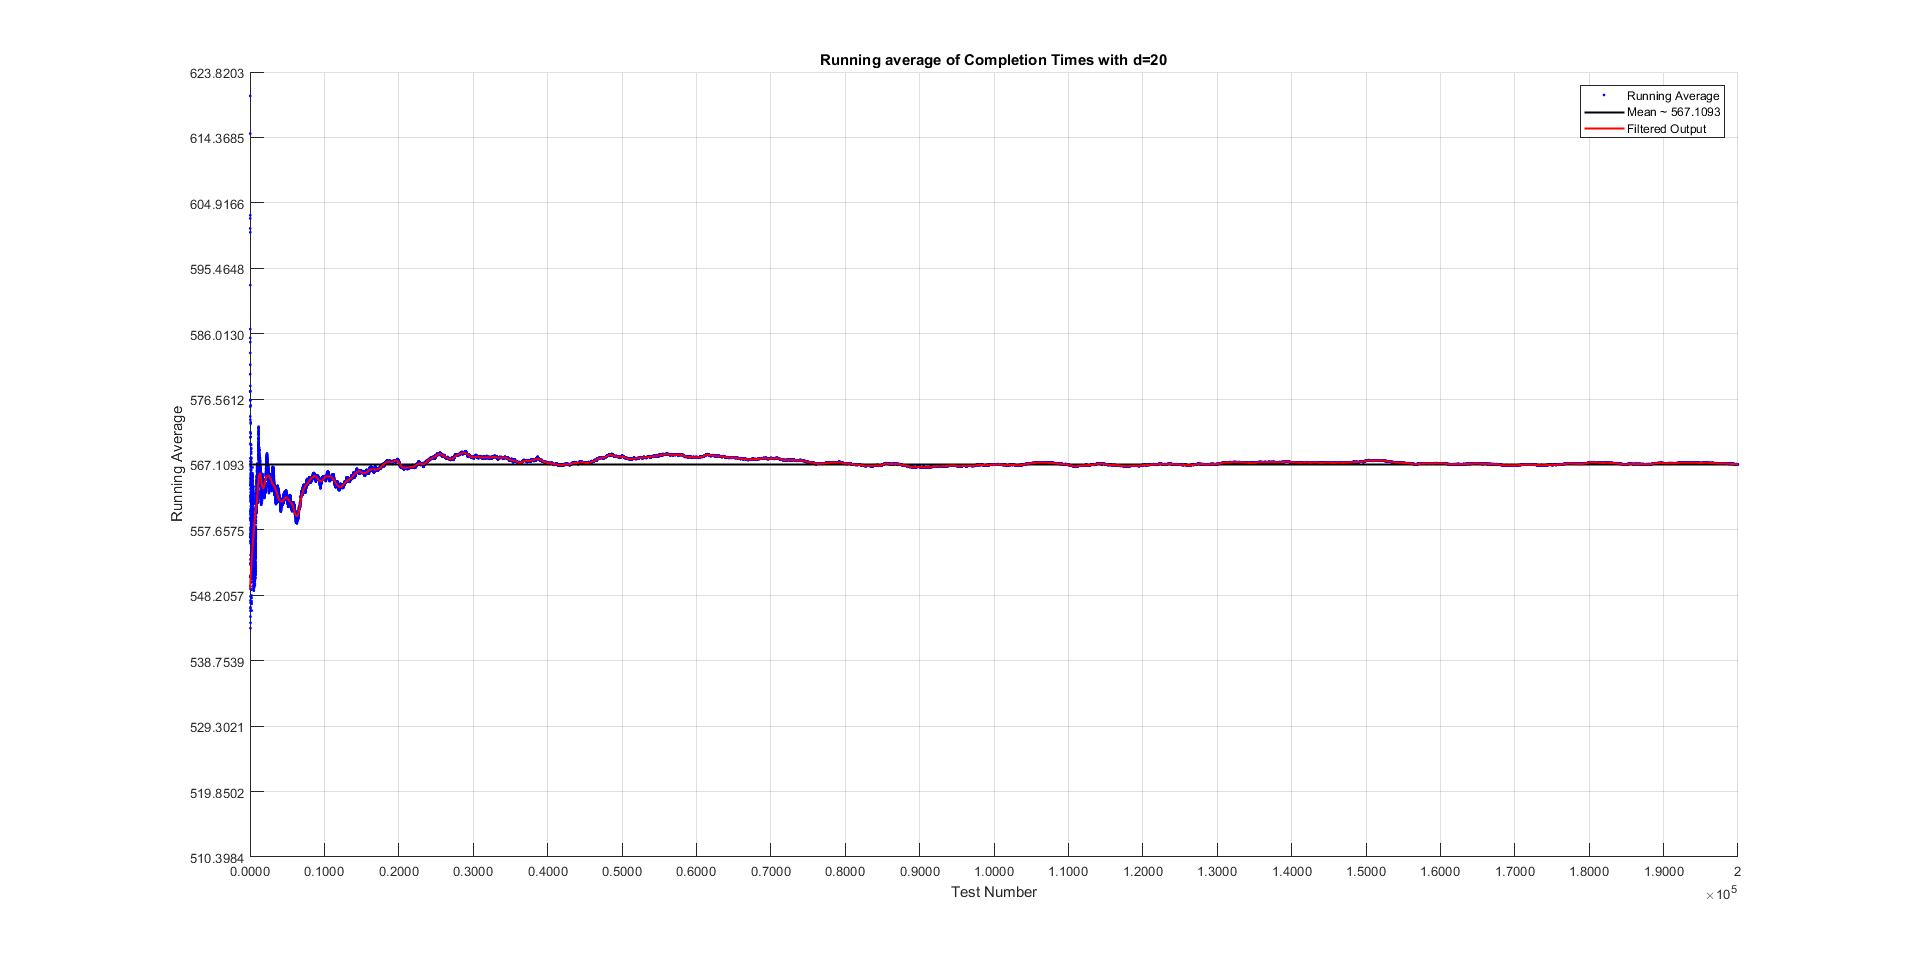 Running average of Completion Times with d=20
623.8203
614.3685
604.9166
595.4648
586.0130
576.5612
567.1093
557.6575
548.2057
538.7539
529.3021
519.8502
510.3984
Running Average
Running Average
Mean ~ 567.1093
Filtered Output
0.0000 0.1000 0.2000 0.3000 0.4000 0.5000 0.6000 0.7000 0.8000 0.9000 1.0000 1.1000 1.2000 1.3000 1.4000 1.5000 1.6000 1.7000 1.8000 1.9000 2
Test Number
×10⁵